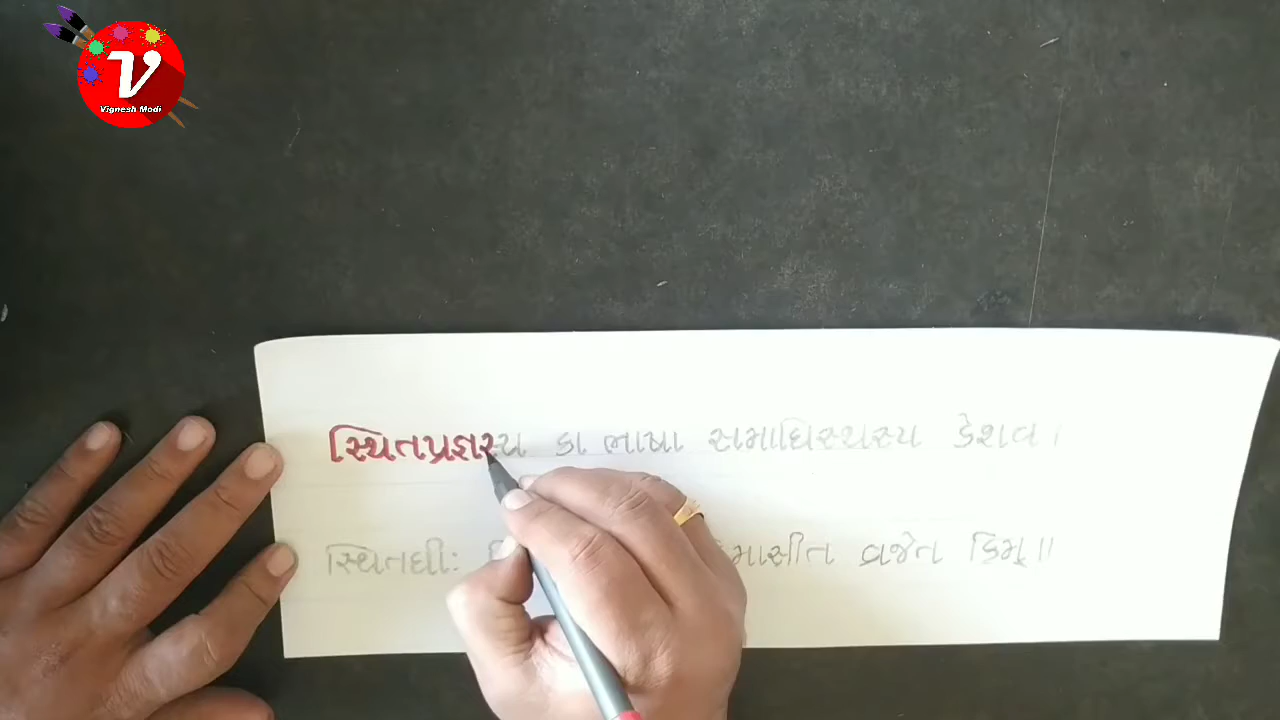 V
Vignesh Modi
સ્થિતપ્રજ્ઞસ્ય કા ભાષા સમાધિસ્થસ્ય કેશવ।
સ્થિતધીઃ વ્રજેત કિમ્॥